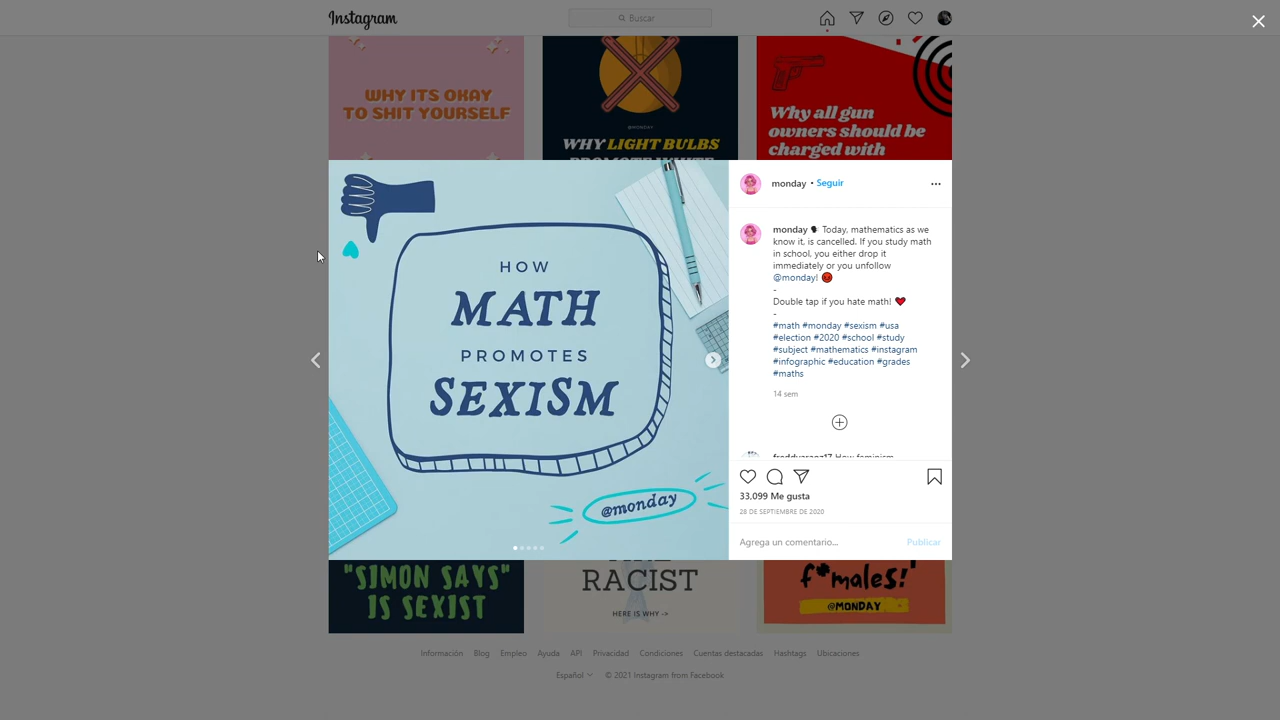 Instagram
Buscar
WHY ITS OKAY
TO SHIT YOURSELF
@MONDAY
WHY LIGHT BULBS
PROMOTE WHITE
Why all gun
owners should be
charged with
HOW
MATH
PROMOTES
SEXISM
@monday
monday • Seguir
monday 🗣 Today, mathematics as we
know it, is cancelled. If you study math
in school, you either drop it
immediately or you unfollow
@monday! 😡
-
Double tap if you hate math! ❤
-
#math #monday #sexism #usa
#election #2020 #school #study
#subject #mathematics #instagram
#infographic #education #grades
#maths
14 sem
33,099 Me gusta
28 DE SEPTIEMBRE DE 2020
Agrega un comentario...
Publicar
"SIMON SAYS"
IS SEXIST
ARE
RACIST
HERE IS WHY ->
f*males!'
@MONDAY
Información Blog Empleo Ayuda API Privacidad Condiciones Cuentas destacadas Hashtags Ubicaciones
Español © 2021 Instagram from Facebook